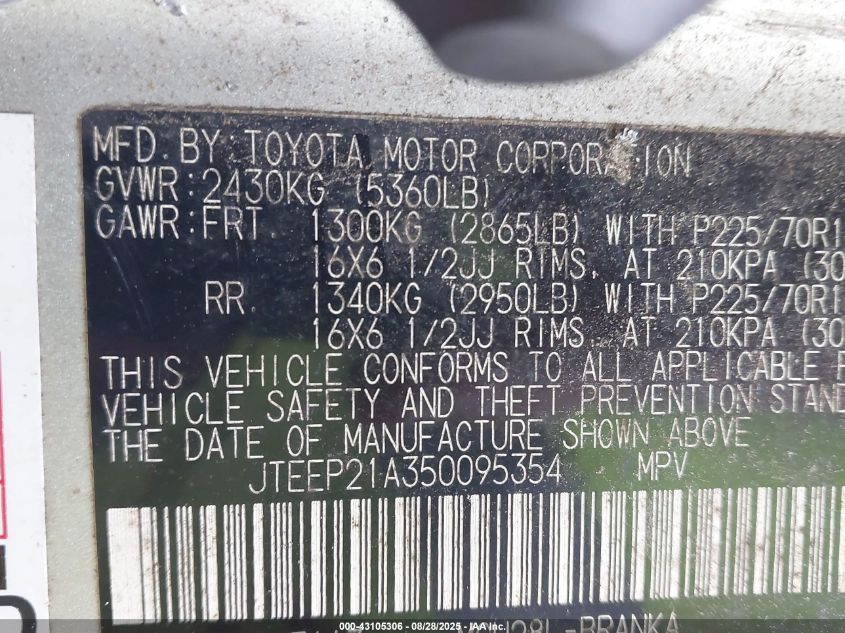 MFD. BY TOYOTA MOTOR CORPORATION
GVWR: 2430KG (5360LB)
GAWR: FRT. 1300KG (2865LB) WITH P225/70R1
16X6 1/2JJ RIMS, AT 210KPA (30
RR. 1340KG (2950LB) WITH P225/70R1
16X6 1/2JJ RIMS, AT 210KPA (30
THIS VEHICLE CONFORMS TO ALL APPLICABLE F
VEHICLE SAFETY AND THEFT PREVENTION STAND
THE DATE OF MANUFACTURE SHOWN ABOVE
JTEEP21A350095354 MPV
28L-BRANKA
000-43105306 - 08/28/2025 - IAA Inc.